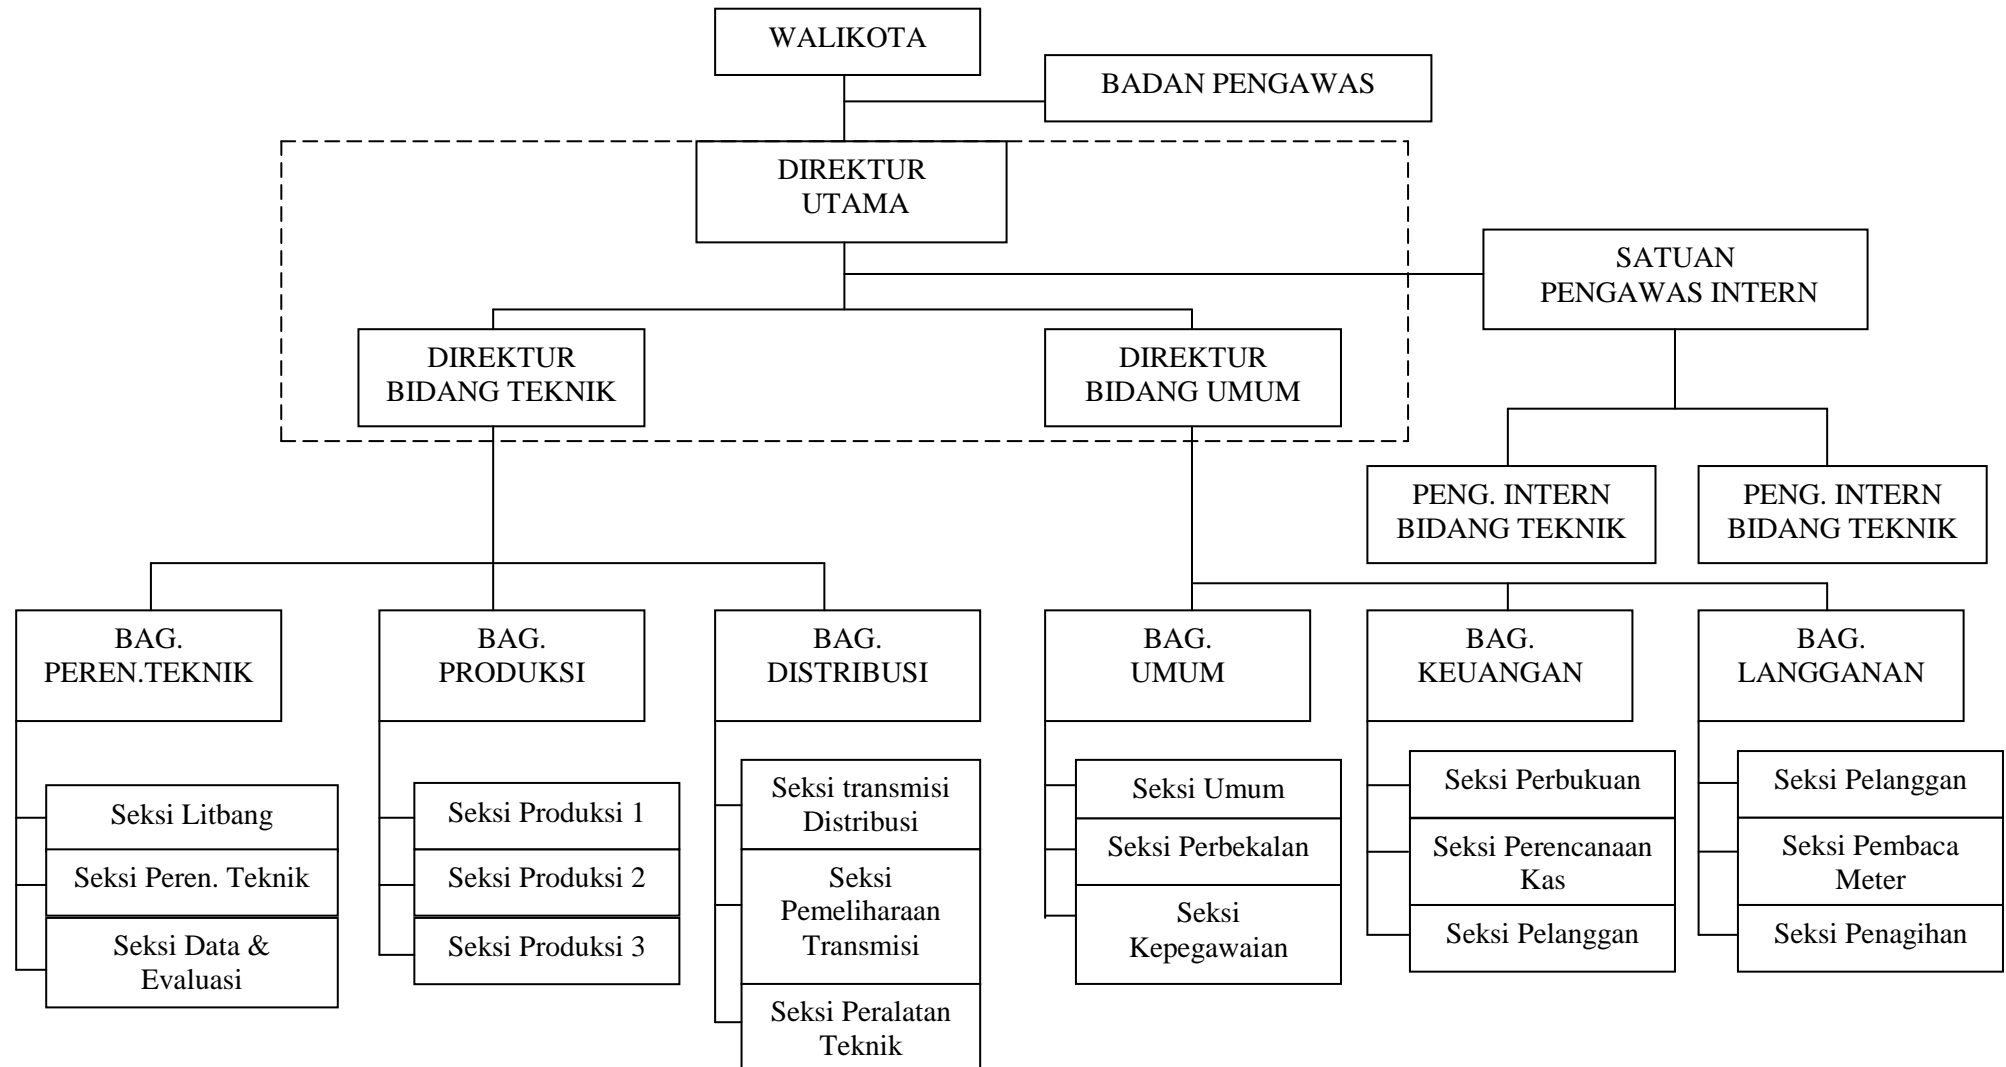 WALIKOTA
BADAN PENGAWAS
DIREKTUR
UTAMA
SATUAN
PENGAWAS INTERN
DIREKTUR
BIDANG TEKNIK
DIREKTUR
BIDANG UMUM
PENG. INTERN
BIDANG TEKNIK
PENG. INTERN
BIDANG TEKNIK
BAG.
PEREN.TEKNIK
BAG.
PRODUKSI
BAG.
DISTRIBUSI
BAG.
UMUM
BAG.
KEUANGAN
BAG.
LANGGANAN
Seksi Litbang
Seksi Peren. Teknik
Seksi Data &
Evaluasi
Seksi Produksi 1
Seksi Produksi 2
Seksi Produksi 3
Seksi transmisi
Distribusi
Seksi
Pemeliharaan
Transmisi
Seksi Peralatan
Teknik
Seksi Umum
Seksi Perbekalan
Seksi
Kepegawaian
Seksi Perbukuan
Seksi Perencanaan
Kas
Seksi Pelanggan
Seksi Pelanggan
Seksi Pembaca
Meter
Seksi Penagihan